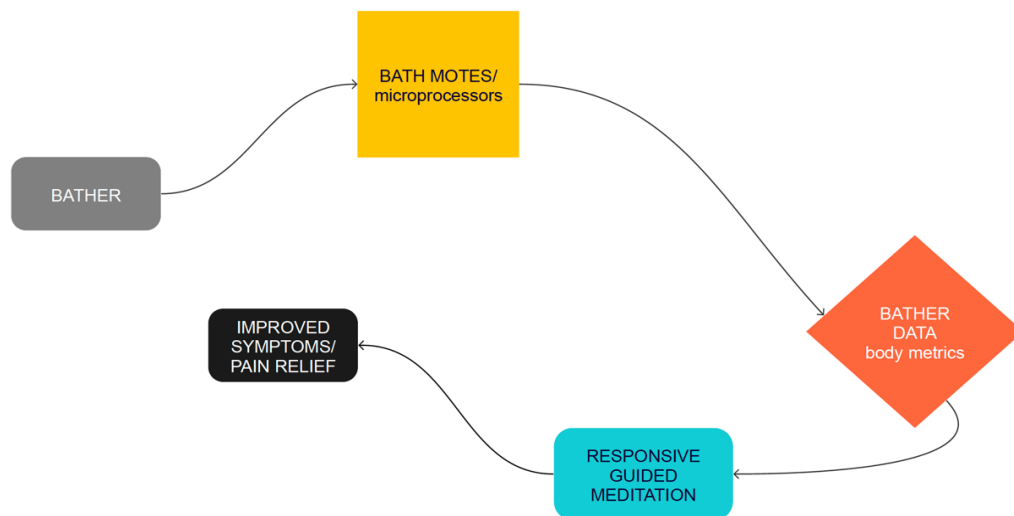 BATH MOTES/
microprocessors
BATHER
BATHER
DATA
body metrics
IMPROVED
SYMPTOMS/
PAIN RELIEF
RESPONSIVE
GUIDED
MEDITATION